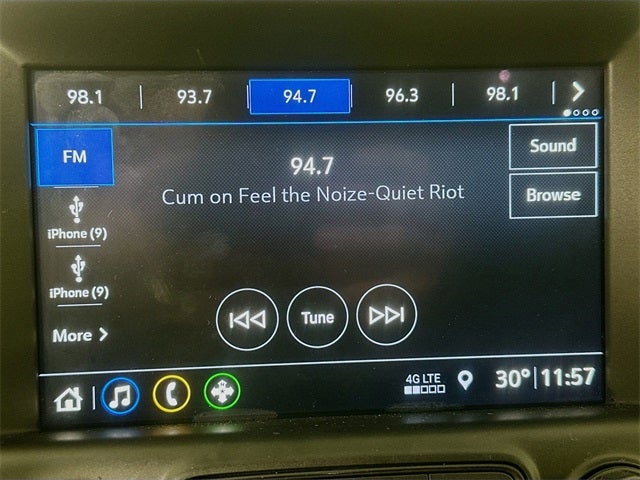 98.1 93.7 94.7 96.3 98.1
FM
94.7
Cum on Feel the Noize-Quiet Riot
Sound
Browse
iPhone (9)
iPhone (9)
More
Tune
4G LTE
30° 11:57